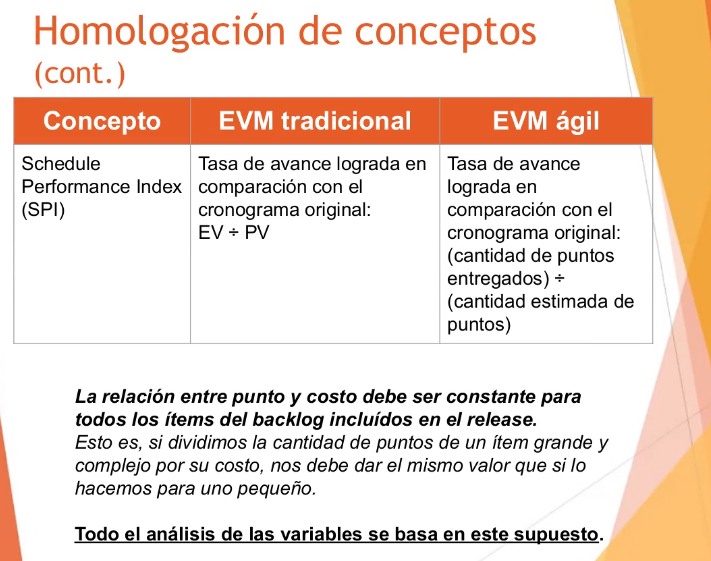 Homologación de conceptos
(cont.)
Concepto
EVM tradicional
EVM ágil
Schedule
Performance Index
(SPI)
Tasa de avance lograda en
comparación con el
cronograma original:
EV ÷ PV
Tasa de avance
lograda en
comparación con el
cronograma original:
(cantidad de puntos
entregados) ÷
(cantidad estimada de
puntos)
La relación entre punto y costo debe ser constante para
todos los ítems del backlog incluídos en el release.
Esto es, si dividimos la cantidad de puntos de un ítem grande y
complejo por su costo, nos debe dar el mismo valor que si lo
hacemos para uno pequeño.
Todo el análisis de las variables se basa en este supuesto.